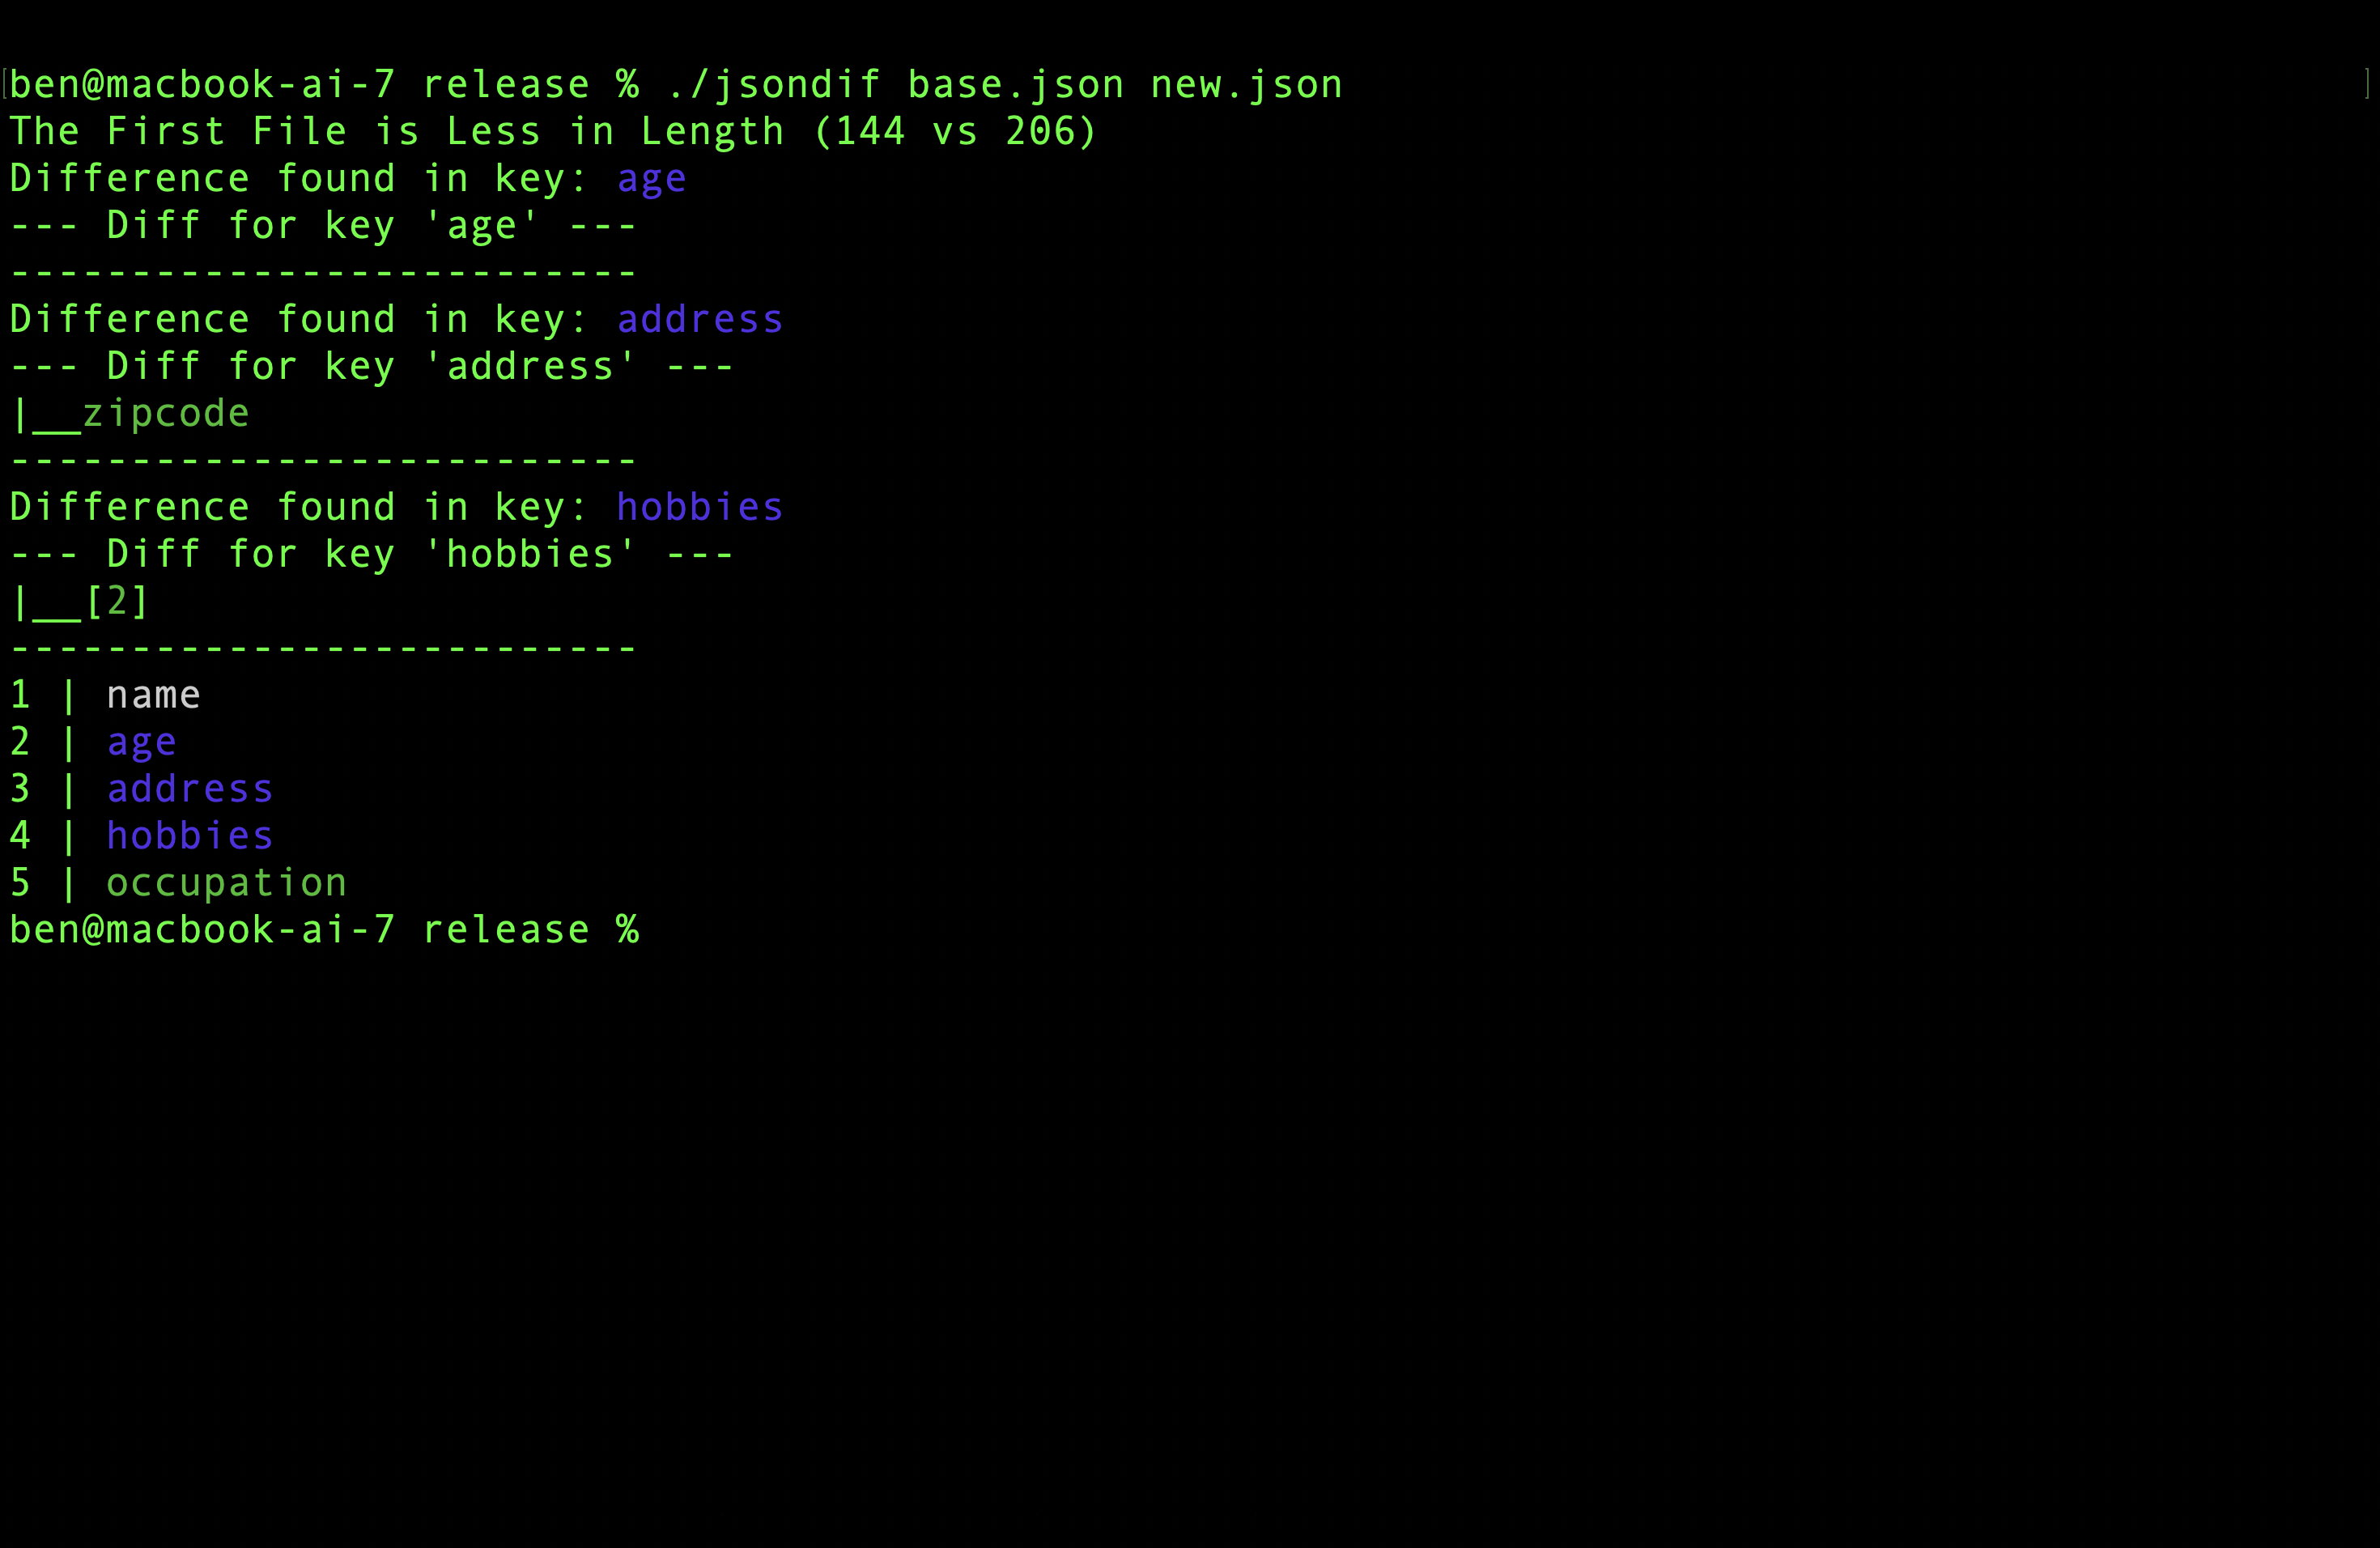 [ben@macbook-ai-7 release % ./jsondif base.json new.json ]
The First File is Less in Length (144 vs 206)
Difference found in key: age
--- Diff for key 'age' ---
--------------------------
Difference found in key: address
--- Diff for key 'address' ---
|__zipcode
--------------------------
Difference found in key: hobbies
--- Diff for key 'hobbies' ---
|__[2]
--------------------------
1 | name
2 | age
3 | address
4 | hobbies
5 | occupation
ben@macbook-ai-7 release %